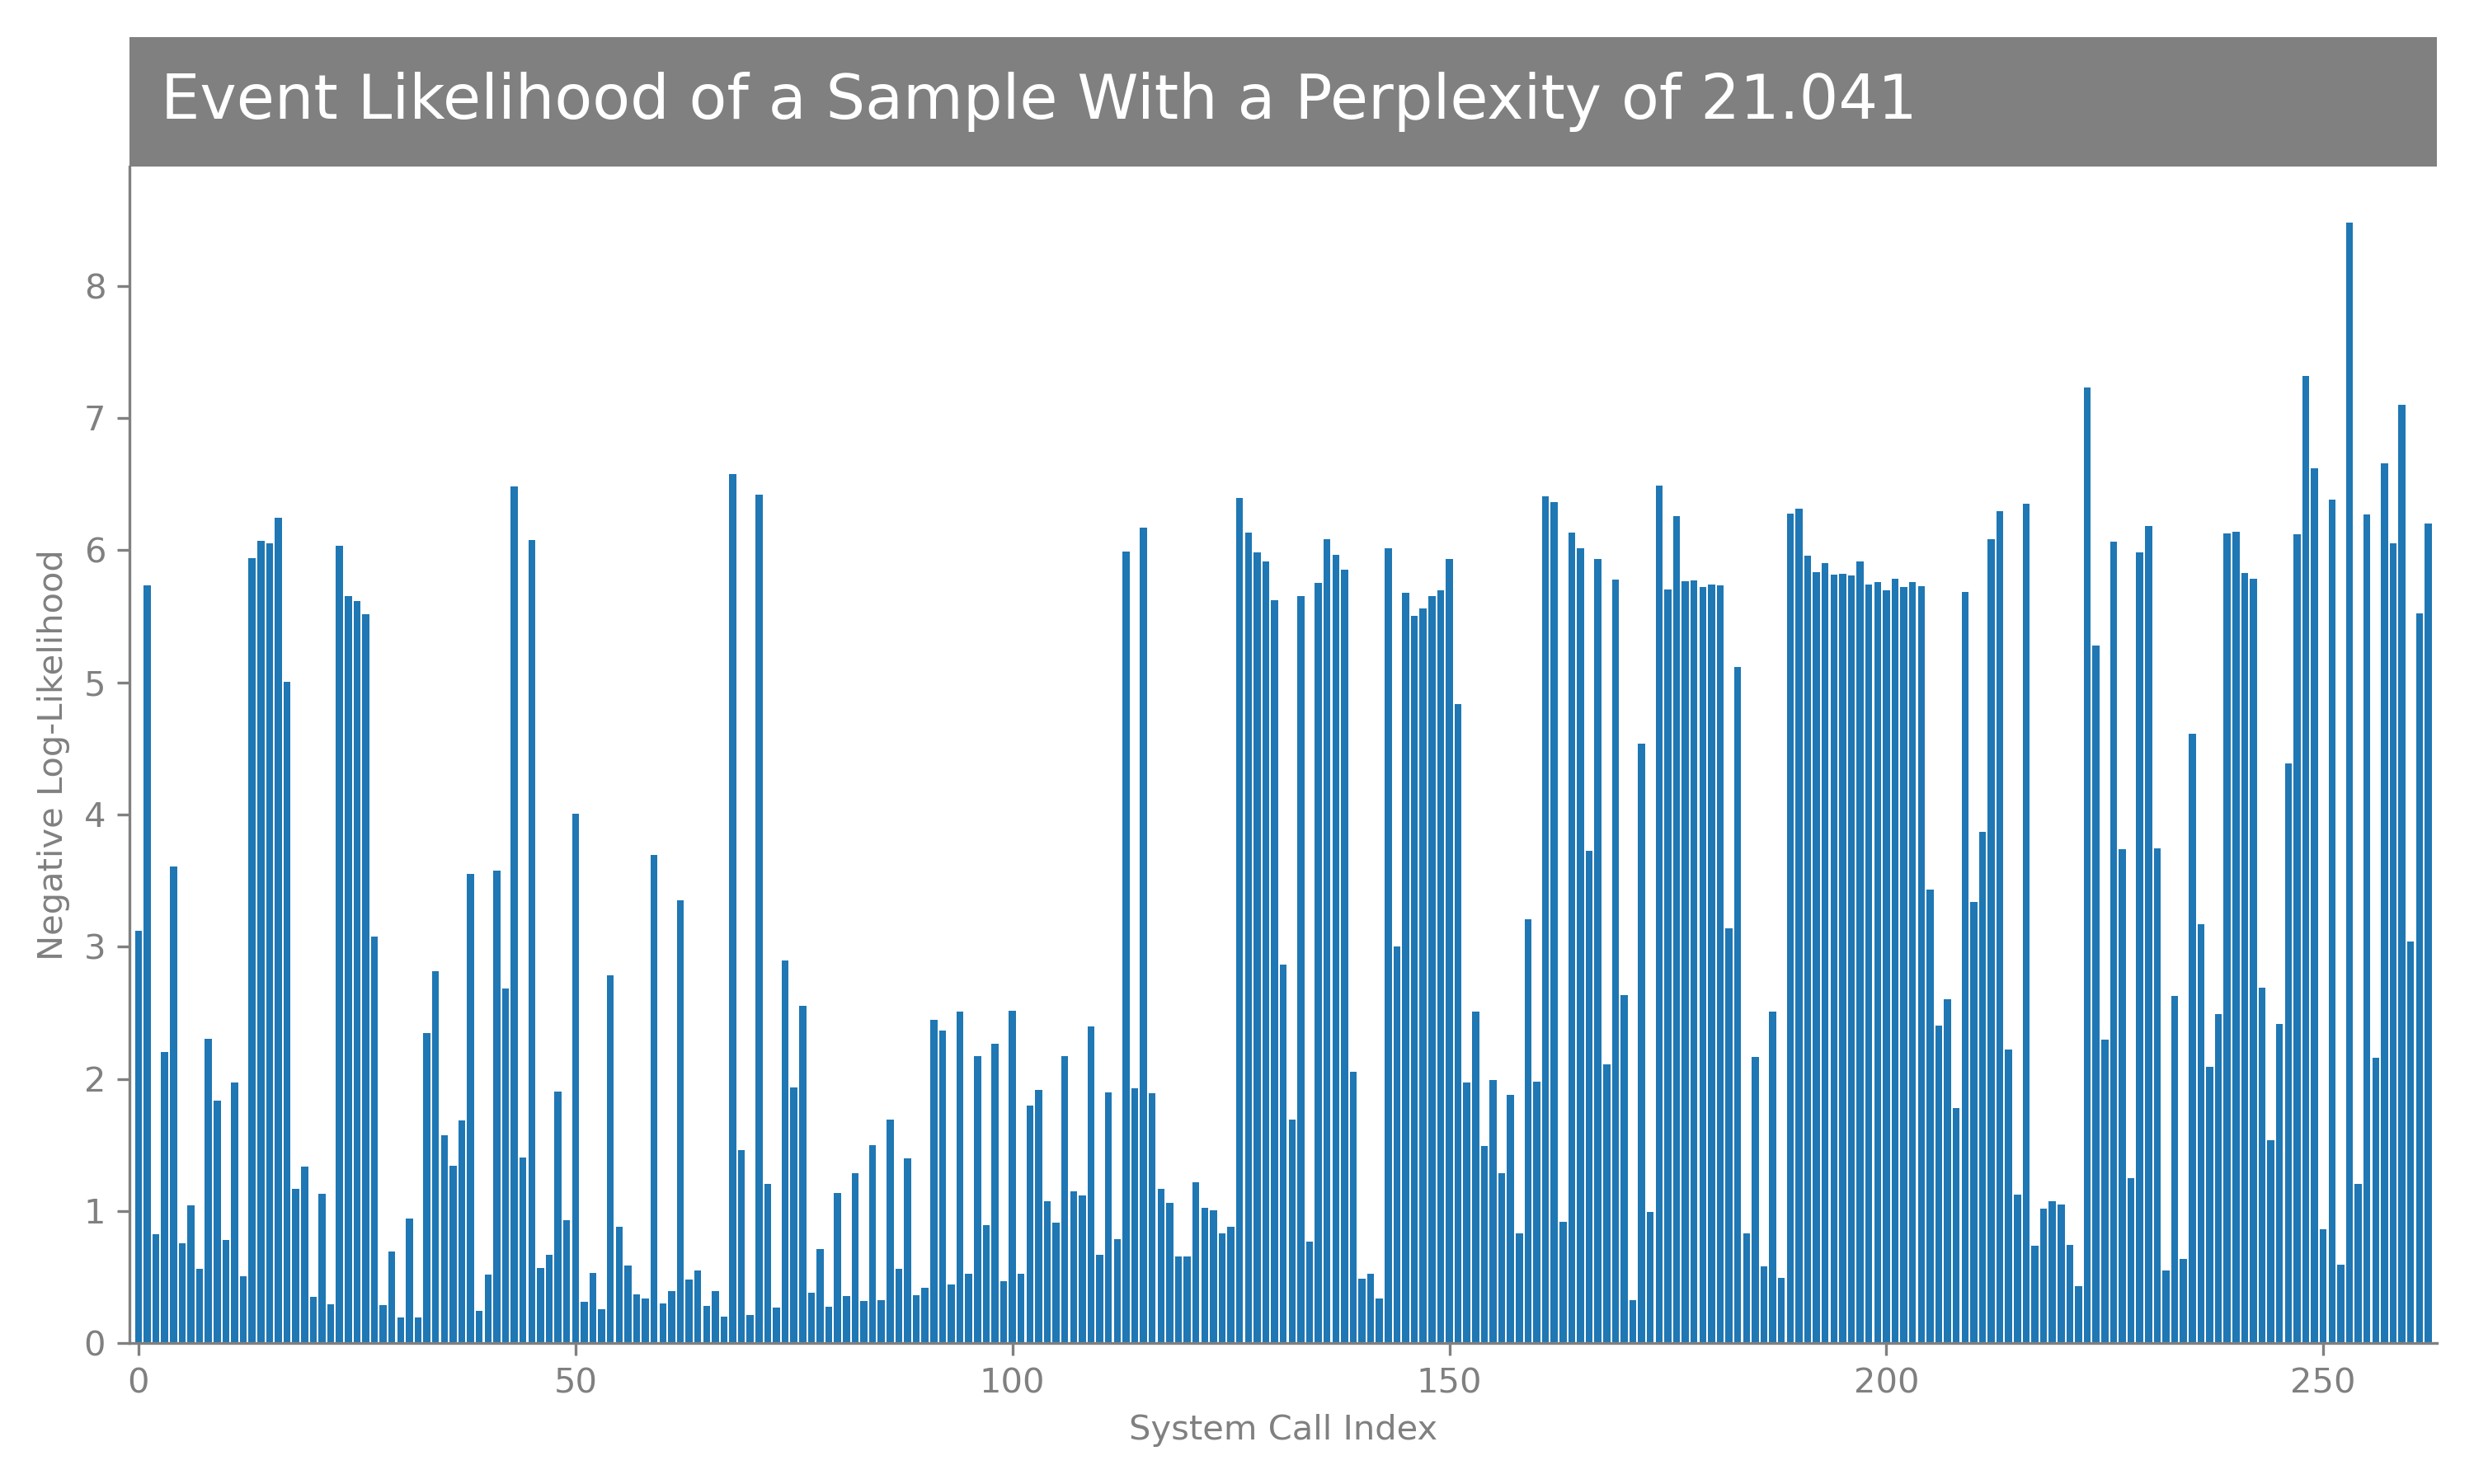 Event Likelihood of a Sample With a Perplexity of 21.041
8
7
6
5
4
3
2
1
0
Negative Log-Likelihood
0 50 100 150 200 250
System Call Index